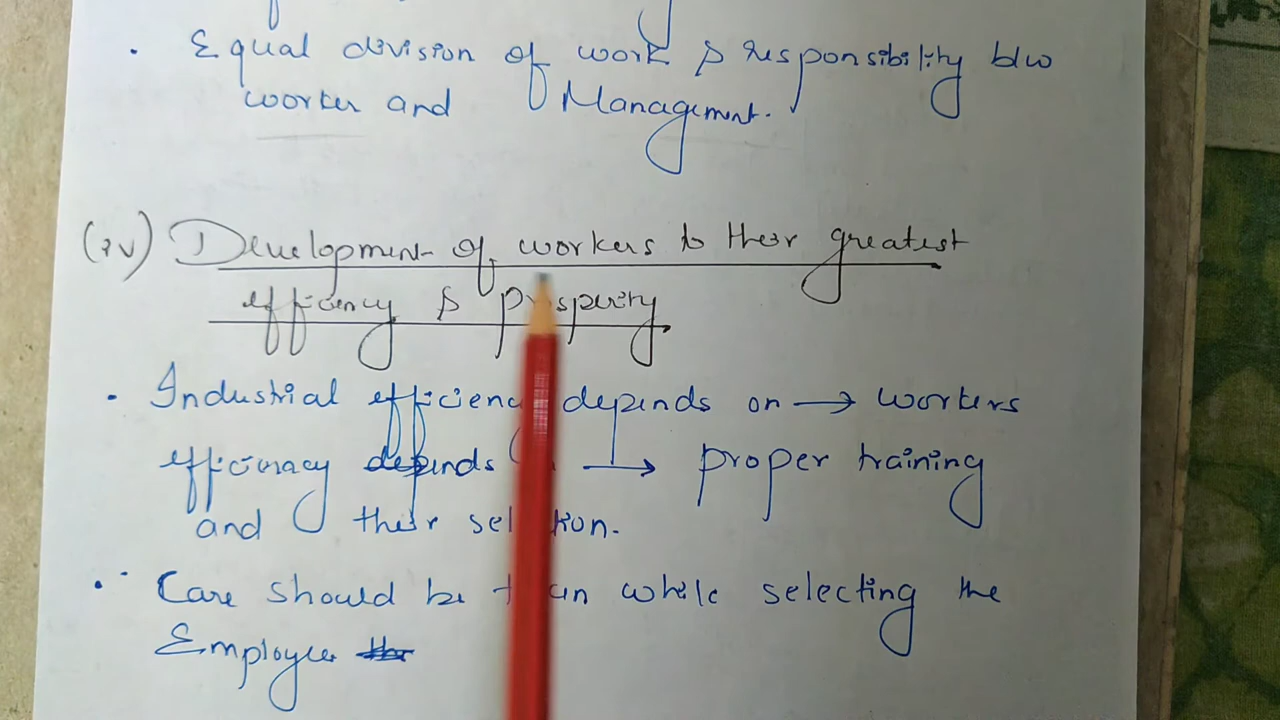 . Equal division of work & responsibility b/w
worker and Management.
(iv) Development of workers to their greatest
efficiency & prosperity
. Industrial efficiency depends on → workers
efficiency depends → proper training
and their selection.
. Care should be taken while selecting the
Employee